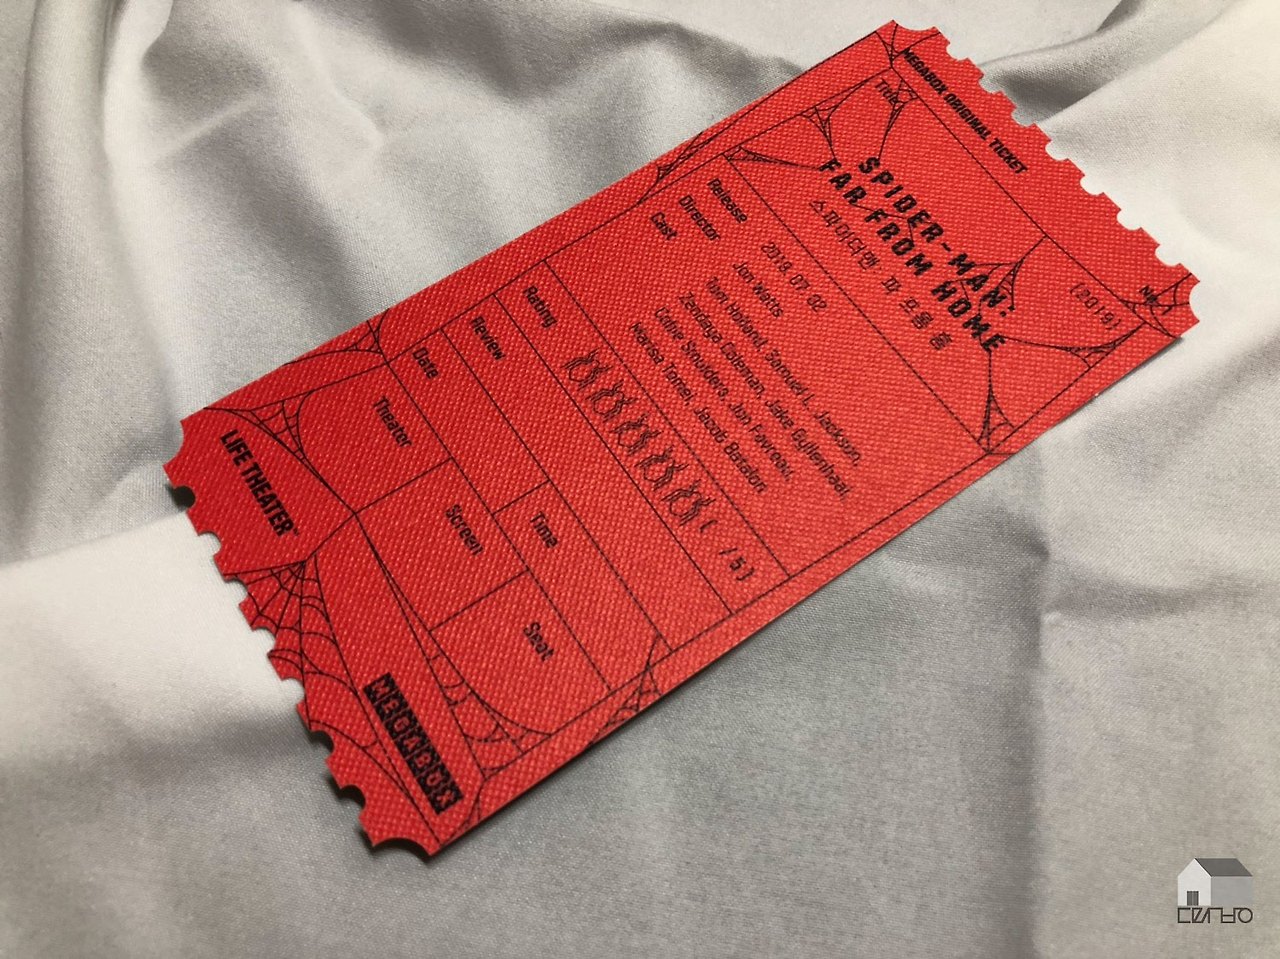 MEGABOX ORIGINAL TICKET
Title
SPIDER-MAN:
FAR FROM HOME
스파이더맨 파 프롬 홈
(2019)
Release 2019. 07. 02
Director Jon Watts
Cast Tom Holland, Samuel L. Jackson,
Zendaya Coleman, Jake Gyllenhaal,
Cobie Smulders, Jon Favreau,
Marisa Tomei, Jacob Batalon
Rating ( /5)
Review
Date Time
Theater Screen Seat
LIFE THEATER™
MEGABOX